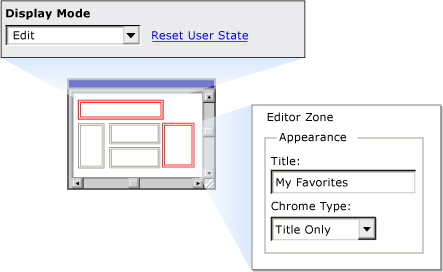 Display Mode
Edit
Reset User State
Editor Zone
Appearance
Title:
My Favorites
Chrome Type:
Title Only